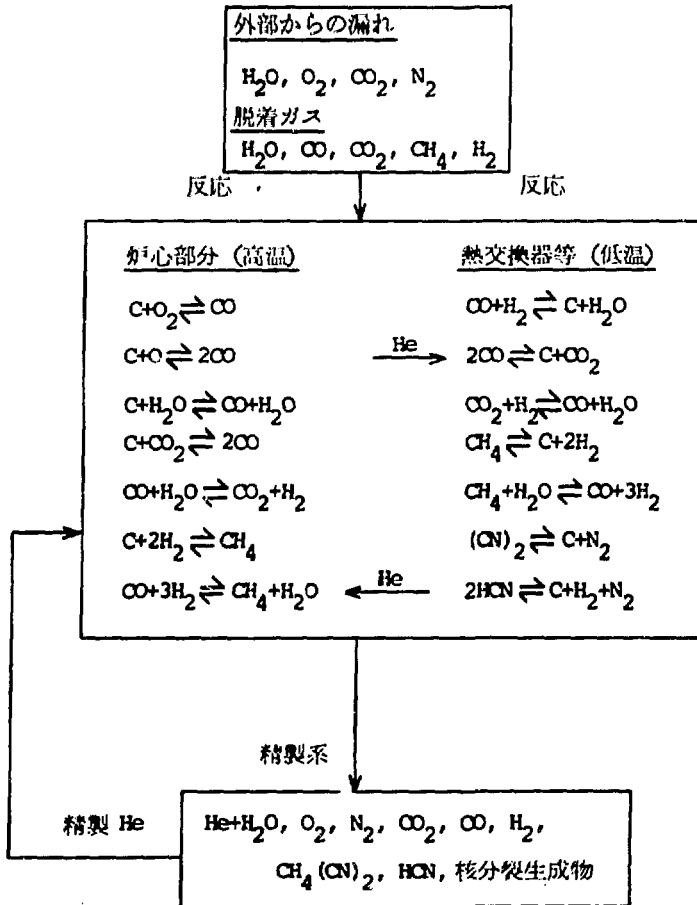 外部からの漏れ
H₂O, O₂, CO₂, N₂
脱着ガス
H₂O, CO, CO₂, CH₄, H₂
反応
反応
炉心部分 (高温)
C+O₂⇌CO
C+O⇌2CO
C+H₂O⇌CO+H₂O
C+CO₂⇌2CO
CO+H₂O⇌CO₂+H₂
C+2H₂⇌CH₄
CO+3H₂⇌CH₄+H₂O
He
He
熱交換器等 (低温)
CO+H₂⇌C+H₂O
2CO⇌C+CO₂
CO₂+H₂⇌CO+H₂O
CH₄⇌C+2H₂
CH₄+H₂O⇌CO+3H₂
(CN)₂⇌C+N₂
2HCN⇌C+H₂+N₂
精製系
精製 He
He+H₂O, O₂, N₂, CO₂, CO, H₂,
CH₄(CN)₂, HCN, 核分裂生成物